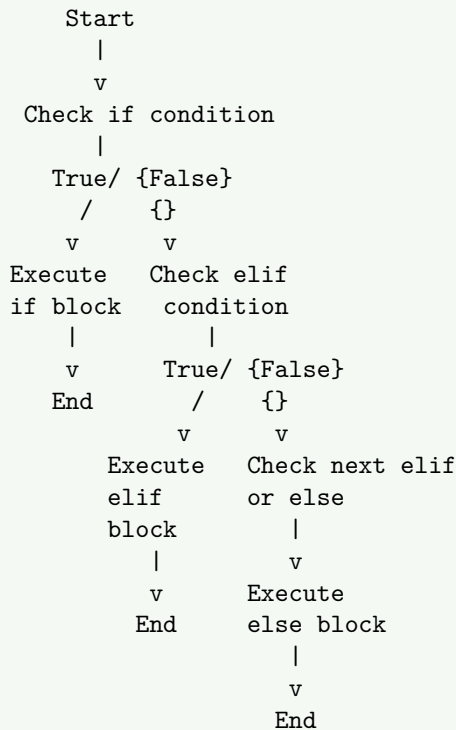 Start
|
v
Check if condition
|
True/ {False}
/ {}
v v
Execute Check elif
if block condition
| |
v True/ {False}
End / {}
v v
Execute Check next elif
elif or else
block |
| v
v Execute
End else block
|
v
End